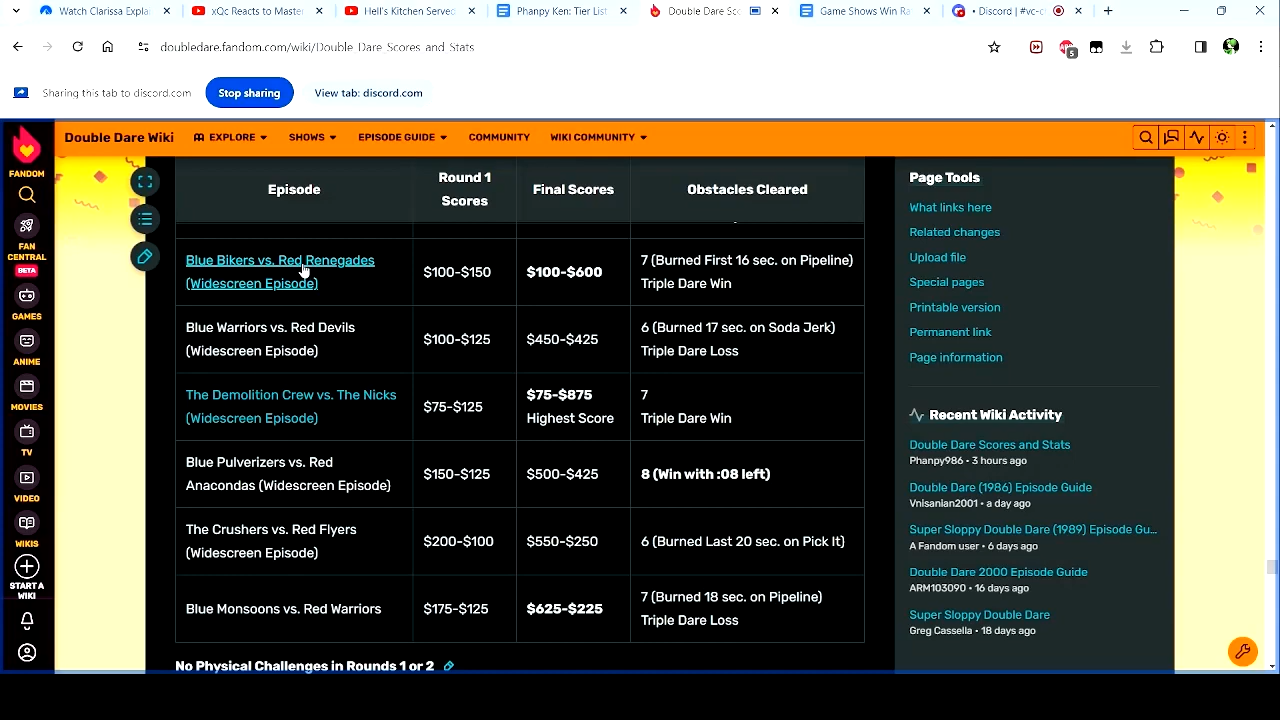 Watch Clarissa Expla
xQc Reacts to Maste
Hell's Kitchen Served
Phanpy Ken: Tier List
Double Dare Sco
Game Shows Win Ra
• Discord | #vc-c
doubledare.fandom.com/wiki/Double_Dare_Scores_and_Stats
5
Sharing this tab to discord.com
Stop sharing
View tab: discord.com
FANDOM
FAN CENTRAL
BETA
GAMES
ANIME
MOVIES
TV
VIDEO
WIKIS
START A WIKI
Double Dare Wiki
EXPLORE
SHOWS
EPISODE GUIDE
COMMUNITY
WIKI COMMUNITY
Episode
Round 1
Scores
Final Scores
Obstacles Cleared
Blue Bikers vs. Red Renegades
(Widescreen Episode)
$100-$150
$100-$600
7 (Burned First 16 sec. on Pipeline)
Triple Dare Win
Blue Warriors vs. Red Devils
(Widescreen Episode)
$100-$125
$450-$425
6 (Burned 17 sec. on Soda Jerk)
Triple Dare Loss
The Demolition Crew vs. The Nicks
(Widescreen Episode)
$75-$125
$75-$875
Highest Score
7
Triple Dare Win
Blue Pulverizers vs. Red
Anacondas (Widescreen Episode)
$150-$125
$500-$425
8 (Win with :08 left)
The Crushers vs. Red Flyers
(Widescreen Episode)
$200-$100
$550-$250
6 (Burned Last 20 sec. on Pick It)
Blue Monsoons vs. Red Warriors
$175-$125
$625-$225
7 (Burned 18 sec. on Pipeline)
Triple Dare Loss
No Physical Challenges in Rounds 1 or 2
Page Tools
What links here
Related changes
Upload file
Special pages
Printable version
Permanent link
Page information
Recent Wiki Activity
Double Dare Scores and Stats
Phanpy986 • 3 hours ago
Double Dare (1986) Episode Guide
Vnisanian2001 • a day ago
Super Sloppy Double Dare (1989) Episode Gu...
A Fandom user • 6 days ago
Double Dare 2000 Episode Guide
ARM103090 • 16 days ago
Super Sloppy Double Dare
Greg Cassella • 18 days ago